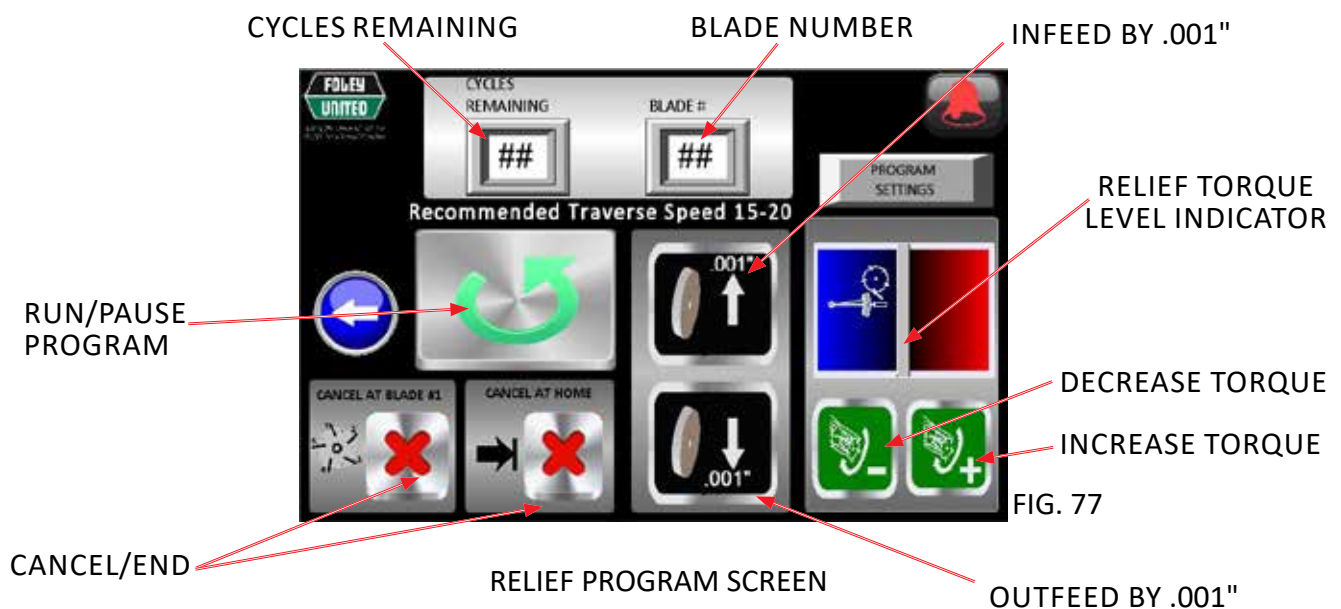 CYCLES REMAINING
BLADE NUMBER
INFEED BY .001"
FOLEY
UNITED
CYCLES
REMAINING
BLADE #
##
##
PROGRAM
SETTINGS
Recommended Traverse Speed 15-20
RELIEF TORQUE
LEVEL INDICATOR
.001"
RUN/PAUSE
PROGRAM
DECREASE TORQUE
CANCEL AT BLADE #1
CANCEL AT HOME
INCREASE TORQUE
.001"
FIG. 77
CANCEL/END
RELIEF PROGRAM SCREEN
OUTFEED BY .001"